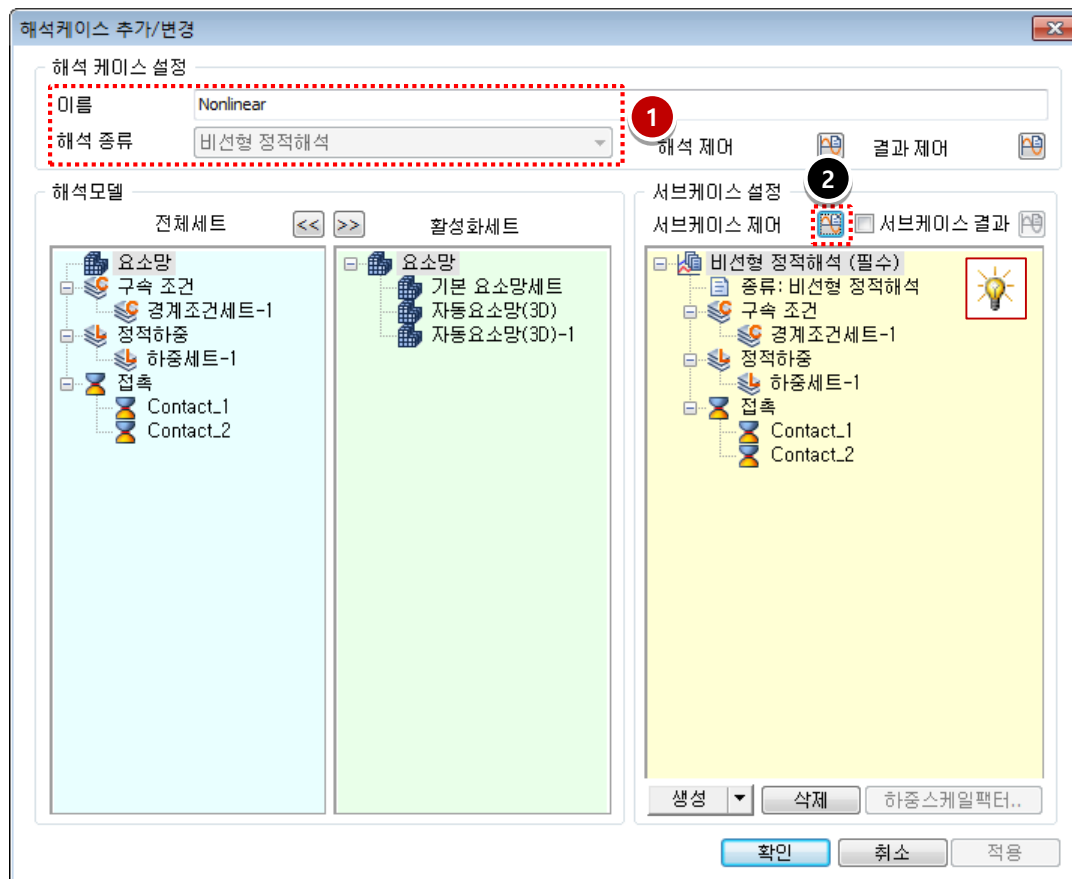 해석케이스 추가/변경
해석 케이스 설정
이름 Nonlinear
1
해석 종류 비선형 정적해석
해석 제어 결과 제어
2
해석모델
전체세트 << >> 활성화세트
요소망
구속 조건
경계조건세트-1
정적하중
하중세트-1
접촉
Contact_1
Contact_2
요소망
기본 요소망세트
자동요소망(3D)
자동요소망(3D)-1
서브케이스 설정
서브케이스 제어 서브케이스 결과
비선형 정적해석 (필수)
종류: 비선형 정적해석
구속 조건
경계조건세트-1
정적하중
하중세트-1
접촉
Contact_1
Contact_2
생성 삭제 하중스케일팩터..
확인 취소 적용